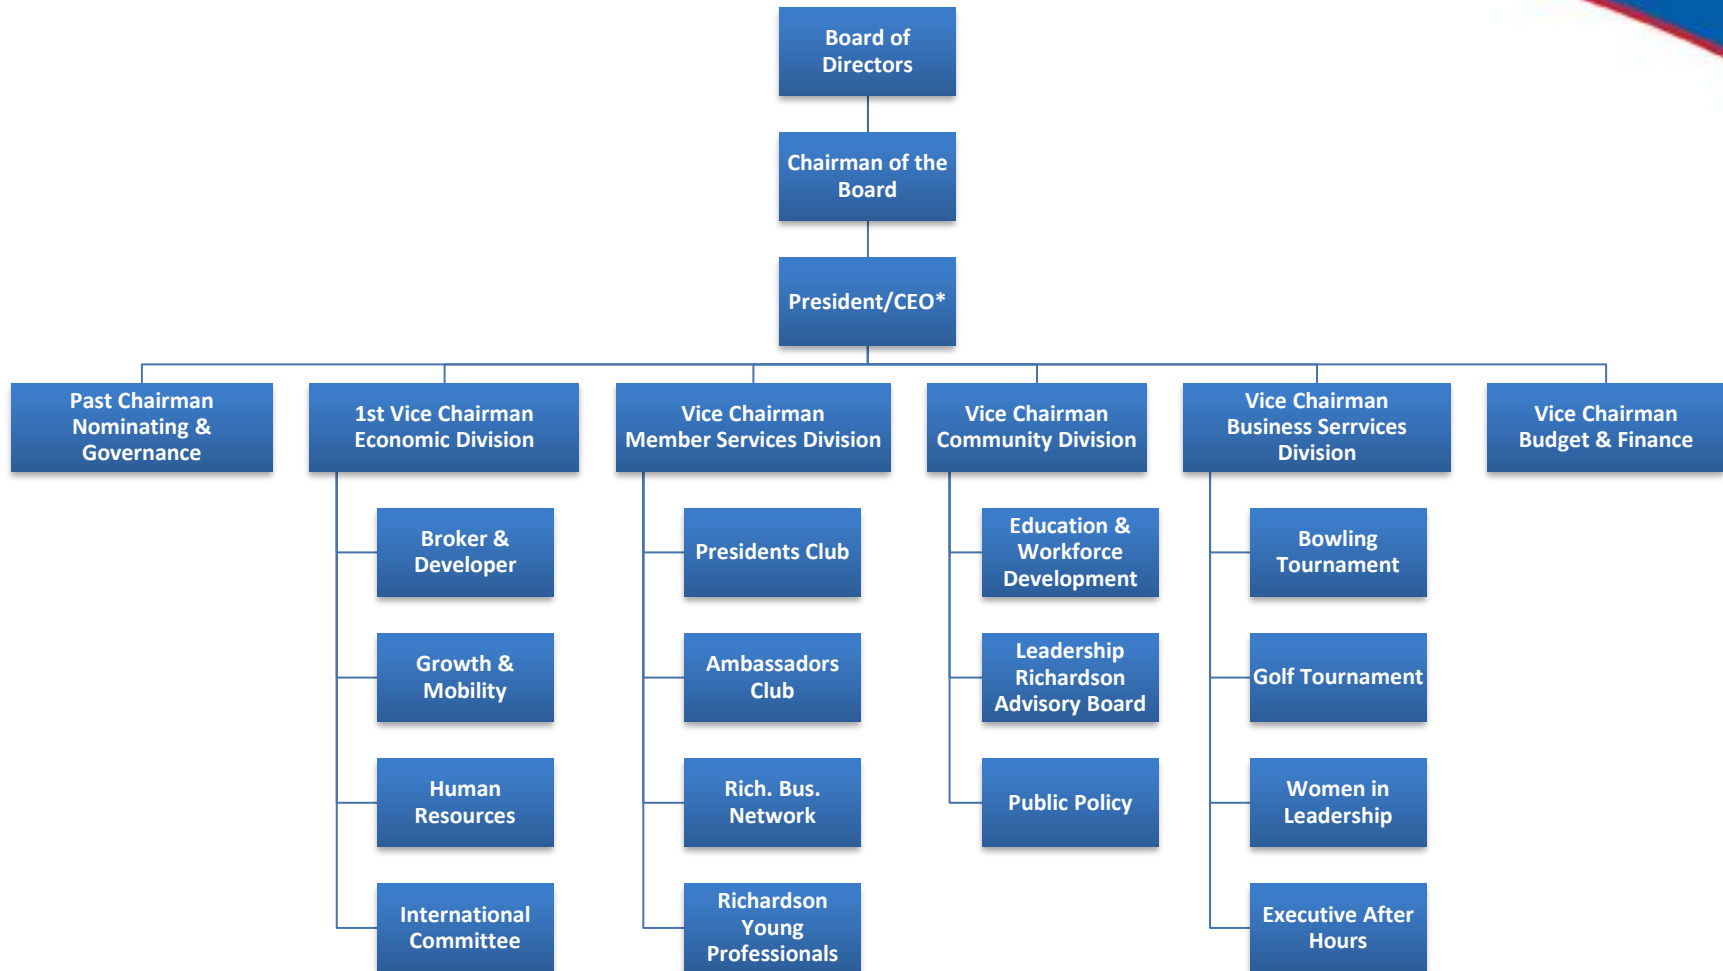 Board of
Directors
Chairman of the
Board
President/CEO*
Past Chairman
Nominating &
Governance
1st Vice Chairman
Economic Division
Vice Chairman
Member Services Division
Vice Chairman
Community Division
Vice Chairman
Business Serrvices
Division
Vice Chairman
Budget & Finance
Broker &
Developer
Growth &
Mobility
Human
Resources
International
Committee
Presidents Club
Ambassadors
Club
Rich. Bus.
Network
Richardson
Young
Professionals
Education &
Workforce
Development
Leadership
Richardson
Advisory Board
Public Policy
Bowling
Tournament
Golf Tournament
Women in
Leadership
Executive After
Hours